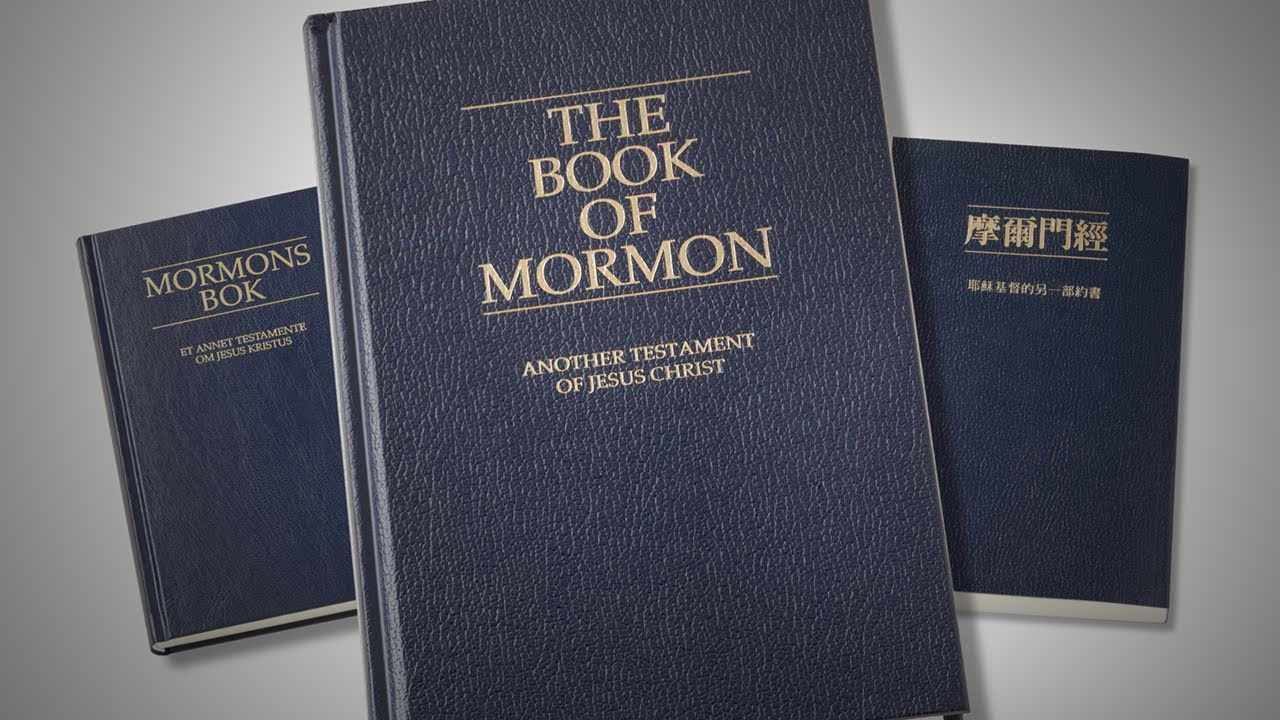 MORMONS
BOK
ET ANNET TESTAMENTE
OM JESUS KRISTUS
THE
BOOK
OF
MORMON
ANOTHER TESTAMENT
OF JESUS CHRIST
摩爾門經
耶穌基督的另一部約書